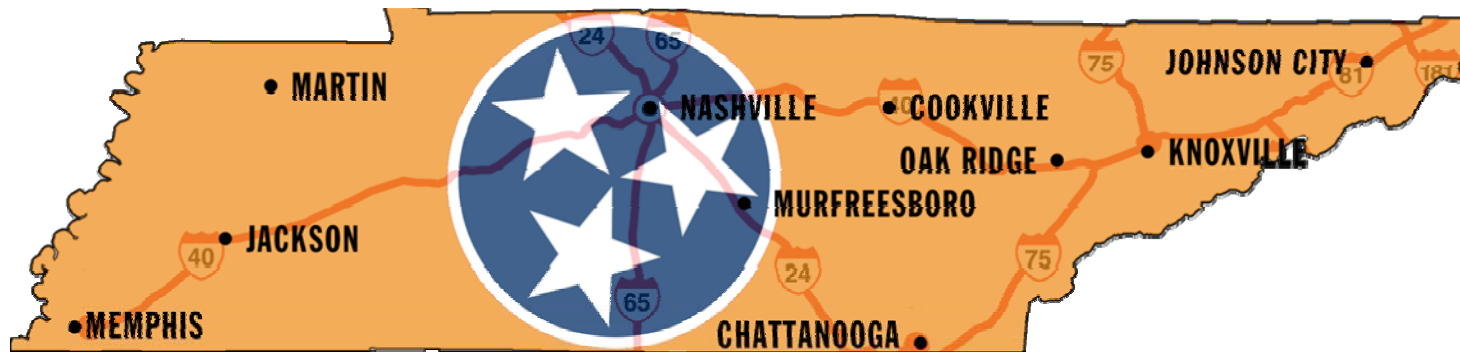 24
65
75
JOHNSON CITY
81
181
MARTIN
NASHVILLE
40
COOKVILLE
OAK RIDGE
KNOXVILLE
MURFREESBORO
JACKSON
40
75
24
65
MEMPHIS
CHATTANOOGA